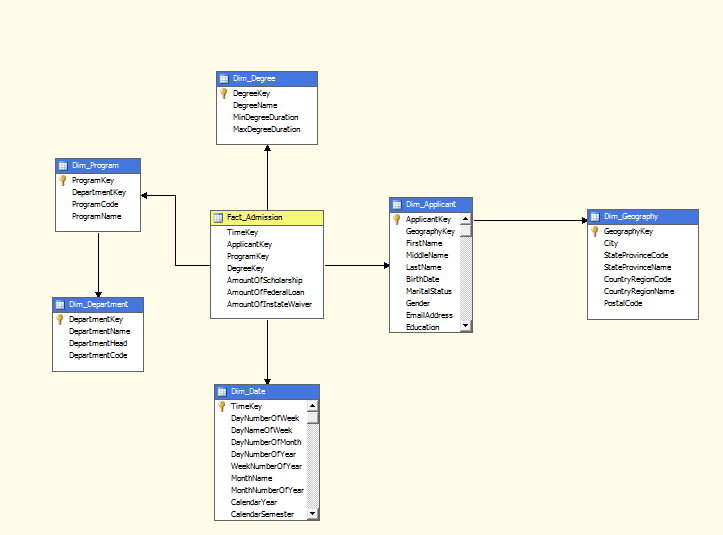 Dim_Degree
DegreeKey
DegreeName
MinDegreeDuration
MaxDegreeDuration
Dim_Program
ProgramKey
DepartmentKey
ProgramCode
ProgramName
Fact_Admission
TimeKey
ApplicantKey
ProgramKey
DegreeKey
AmountOfScholarship
AmountOfFederalLoan
AmountOfInstateWaiver
Dim_Applicant
ApplicantKey
GeographyKey
FirstName
MiddleName
LastName
BirthDate
MaritalStatus
Gender
EmailAddress
Education
Dim_Geography
GeographyKey
City
StateProvinceCode
StateProvinceName
CountryRegionCode
CountryRegionName
PostalCode
Dim_Department
DepartmentKey
DepartmentName
DepartmentHead
DepartmentCode
Dim_Date
TimeKey
DayNumberOfWeek
DayNameOfWeek
DayNumberOfMonth
DayNumberOfYear
WeekNumberOfYear
MonthName
MonthNumberOfYear
CalendarYear
CalendarSemester